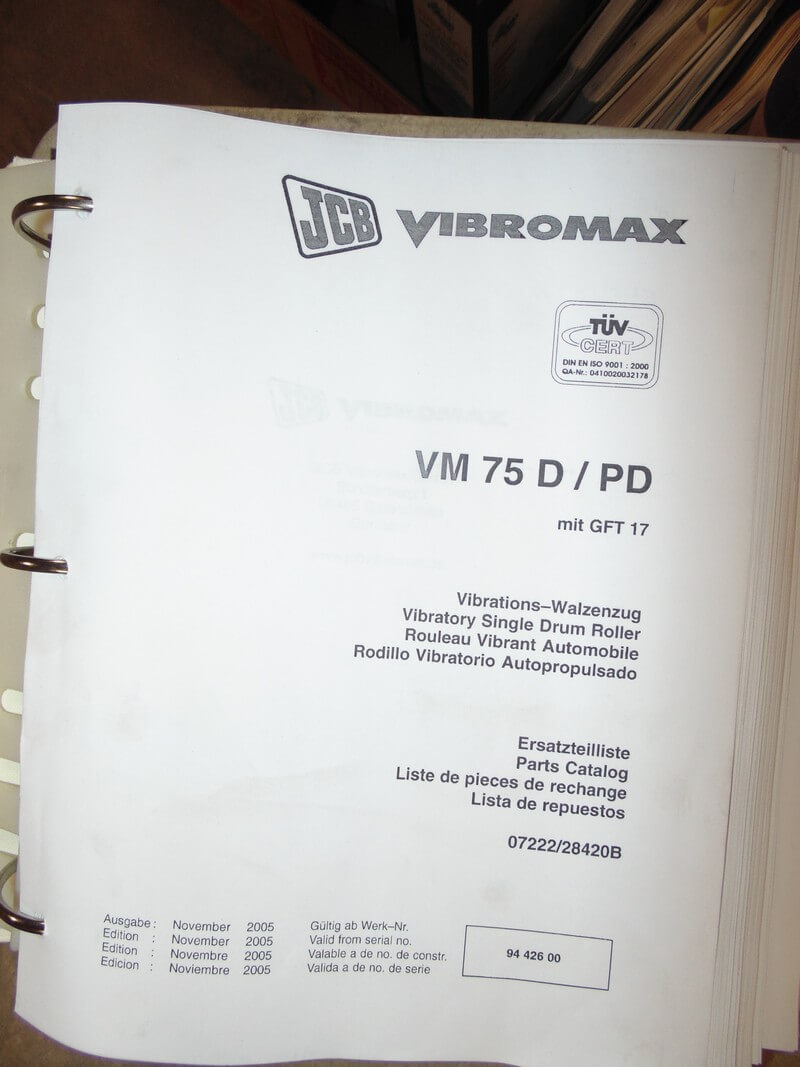 JCB VIBROMAX
TÜV
CERT
DIN EN ISO 9001 : 2000
QA-Nr.: 0410020032178
VM 75 D / PD
mit GFT 17
Vibrations–Walzenzug
Vibratory Single Drum Roller
Rouleau Vibrant Automobile
Rodillo Vibratorio Autopropulsado
Ersatzteilliste
Parts Catalog
Liste de pieces de rechange
Lista de repuestos
07222/28420B
Ausgabe : November 2005 Gültig ab Werk–Nr.
Edition : November 2005 Valid from serial no.
Edition : Novembre 2005 Valable a de no. de constr.
Edicion : Noviembre 2005 Valida a de no. de serie
94 426 00